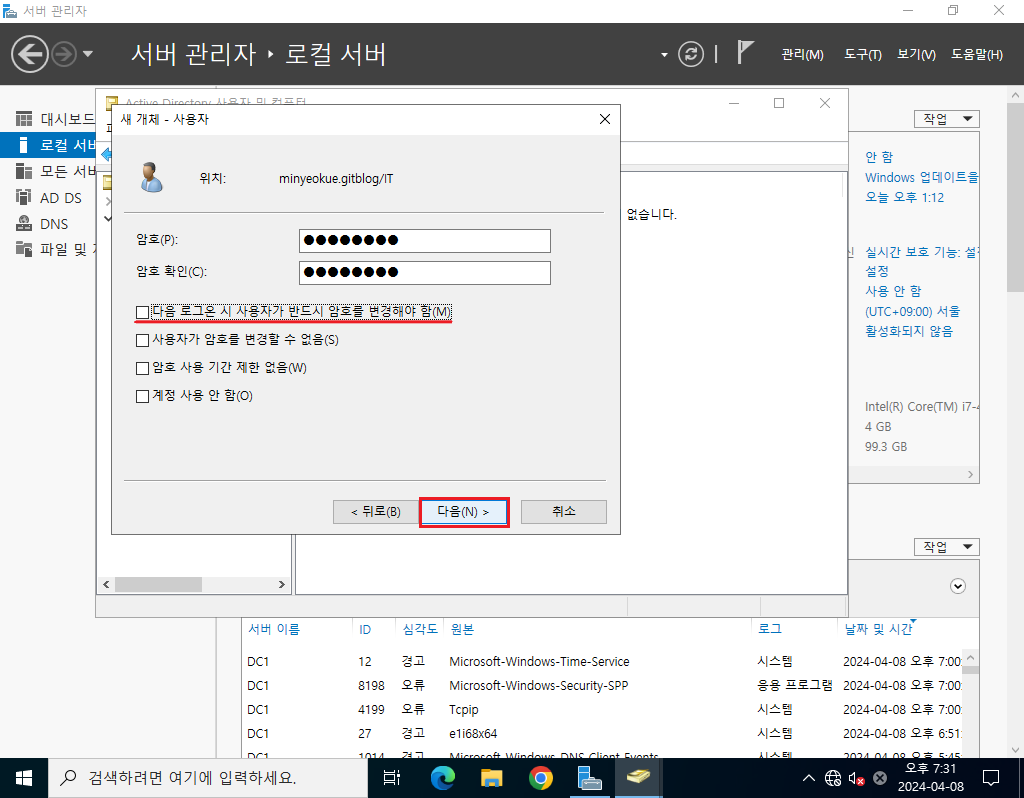 서버 관리자
서버 관리자 · 로컬 서버
관리(M) 도구(T) 보기(V) 도움말(H)
대시보드
로컬 서버
모든 서버
AD DS
DNS
파일 및
Active Directory 사용자 및 컴퓨터
새 개체 - 사용자
위치: minyeokue.gitblog/IT
암호(P): ●●●●●●●●
암호 확인(C): ●●●●●●●●
다음 로그온 시 사용자가 반드시 암호를 변경해야 함(M)
사용자가 암호를 변경할 수 없음(S)
암호 사용 기간 제한 없음(W)
계정 사용 안 함(O)
< 뒤로(B) 다음(N) > 취소
없습니다.
작업
안 함
Windows 업데이트를
오늘 오후 1:12
실시간 보호 기능: 설정
설정
사용 안 함
(UTC+09:00) 서울
활성화되지 않음
Intel(R) Core(TM) i7-4
4 GB
99.3 GB
작업
서버 이름 ID 심각도 원본 로그 날짜 및 시간
DC1 12 경고 Microsoft-Windows-Time-Service 시스템 2024-04-08 오후 7:00:
DC1 8198 오류 Microsoft-Windows-Security-SPP 응용 프로그램 2024-04-08 오후 7:00:
DC1 4199 오류 Tcpip 시스템 2024-04-08 오후 7:00:
DC1 27 경고 e1i68x64 시스템 2024-04-08 오후 6:51:
DC1 1014 경고 Microsoft-Windows-DNS Client Events 시스템 2024-04-08 오후 5:45:
검색하려면 여기에 입력하세요.
오후 7:31
2024-04-08